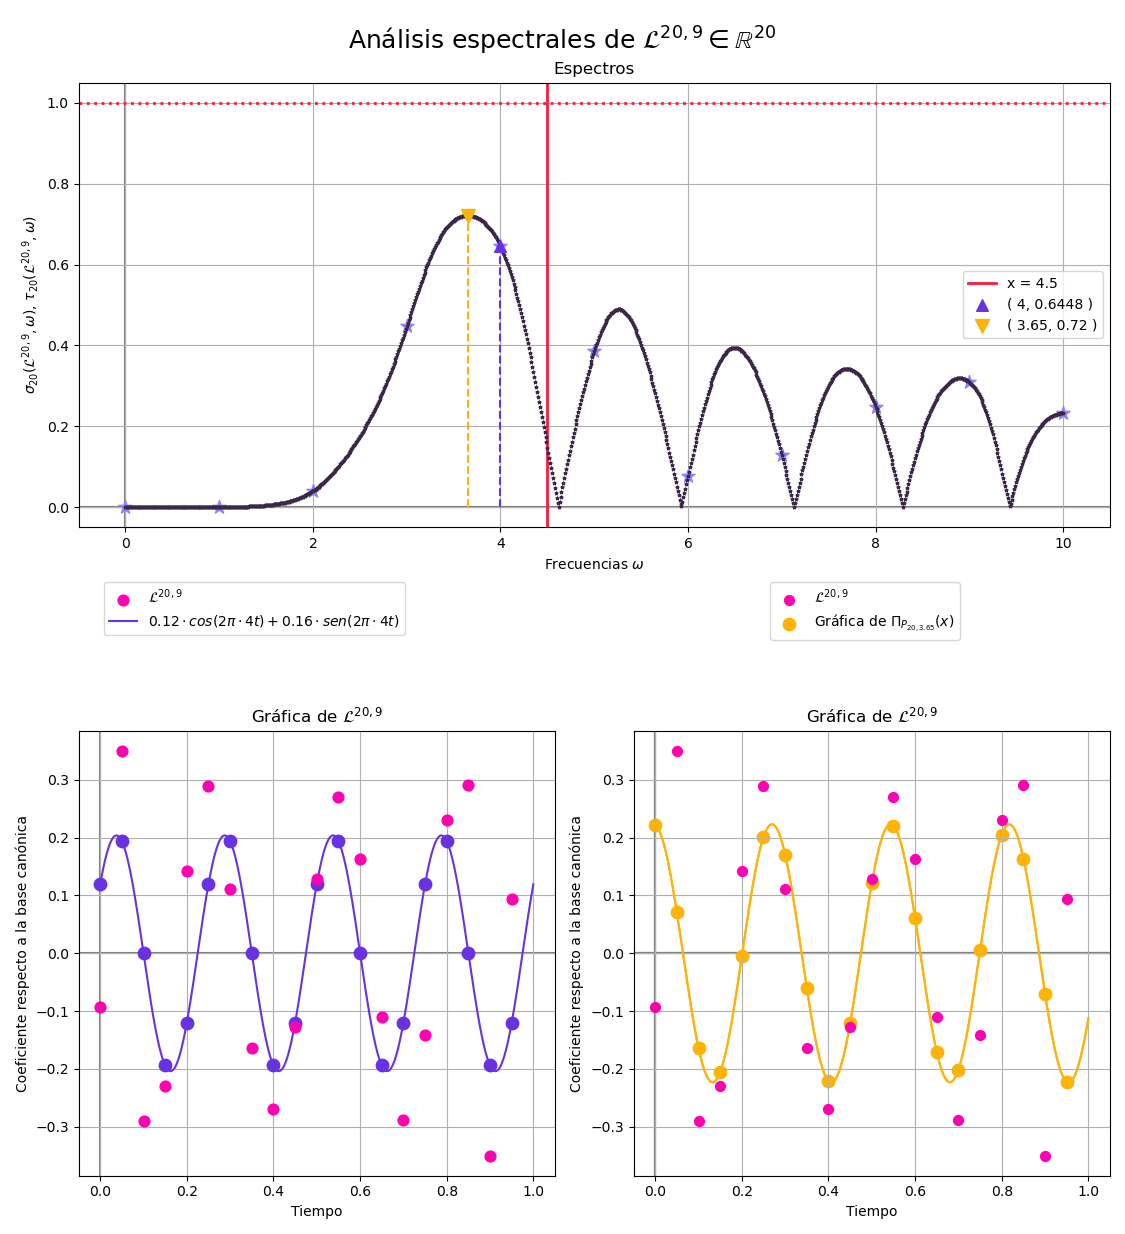 Análisis espectrales de ℒ^{20,9} ∈ ℝ^{20}
Espectros
σ_{20}(ℒ^{20,9}, ω), τ_{20}(ℒ^{20,9}, ω)
1.0
0.8
0.6
0.4
0.2
0.0
x = 4.5
( 4, 0.6448 )
( 3.65, 0.72 )
0 2 4 6 8 10
Frecuencias ω
ℒ^{20,9}
0.12 · cos(2π · 4t) + 0.16 · sen(2π · 4t)
ℒ^{20,9}
Gráfica de Π_{P_{20,3.65}}(x)
Gráfica de ℒ^{20,9}
Coeficiente respecto a la base canónica
0.3
0.2
0.1
0.0
−0.1
−0.2
−0.3
0.0 0.2 0.4 0.6 0.8 1.0
Tiempo
Gráfica de ℒ^{20,9}
Coeficiente respecto a la base canónica
0.3
0.2
0.1
0.0
−0.1
−0.2
−0.3
0.0 0.2 0.4 0.6 0.8 1.0
Tiempo